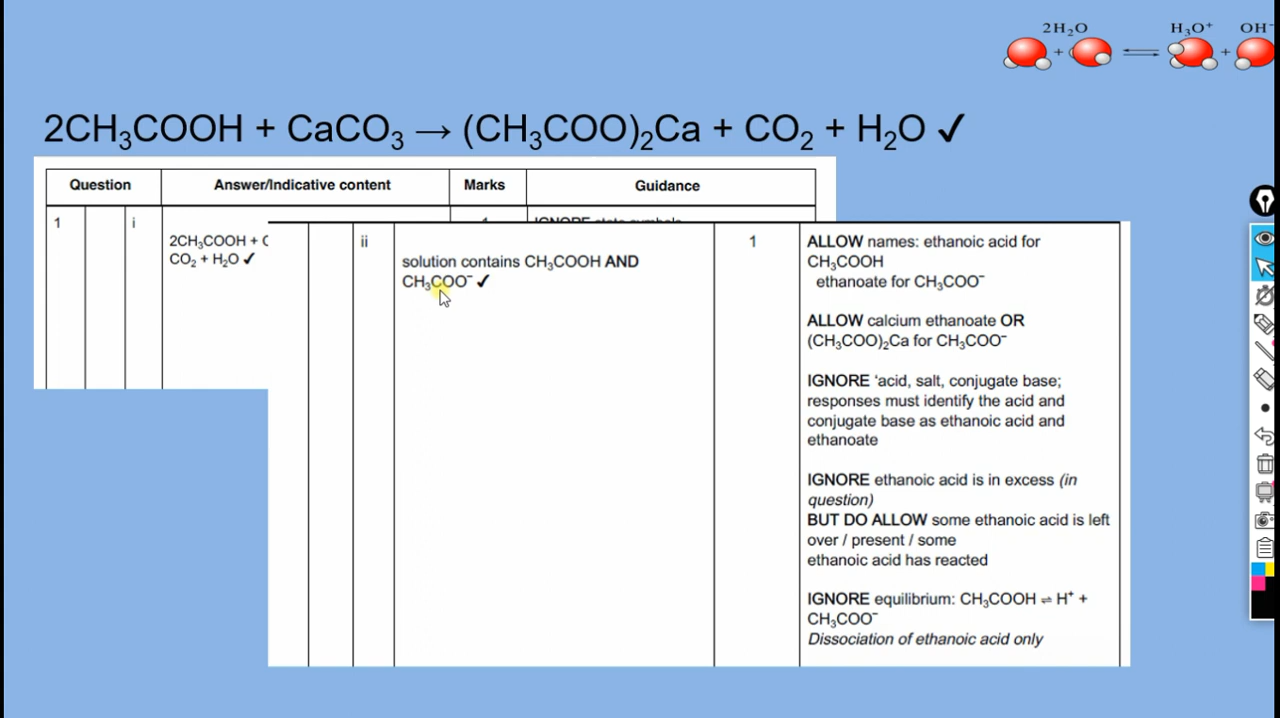 2H₂O H₃O⁺ OH⁻
+ ⇌ +
2CH₃COOH + CaCO₃ → (CH₃COO)₂Ca + CO₂ + H₂O ✓
Question Answer/Indicative content Marks Guidance
1 i 1 IGNORE state symbols
2CH₃COOH + C
CO₂ + H₂O ✓
ii 1
solution contains CH₃COOH AND
CH₃COO⁻ ✓
ALLOW names: ethanoic acid for
CH₃COOH
ethanoate for CH₃COO⁻
ALLOW calcium ethanoate OR
(CH₃COO)₂Ca for CH₃COO⁻
IGNORE ‘acid, salt, conjugate base;
responses must identify the acid and
conjugate base as ethanoic acid and
ethanoate
IGNORE ethanoic acid is in excess (in
question)
BUT DO ALLOW some ethanoic acid is left
over / present / some
ethanoic acid has reacted
IGNORE equilibrium: CH₃COOH ⇌ H⁺ +
CH₃COO⁻
Dissociation of ethanoic acid only